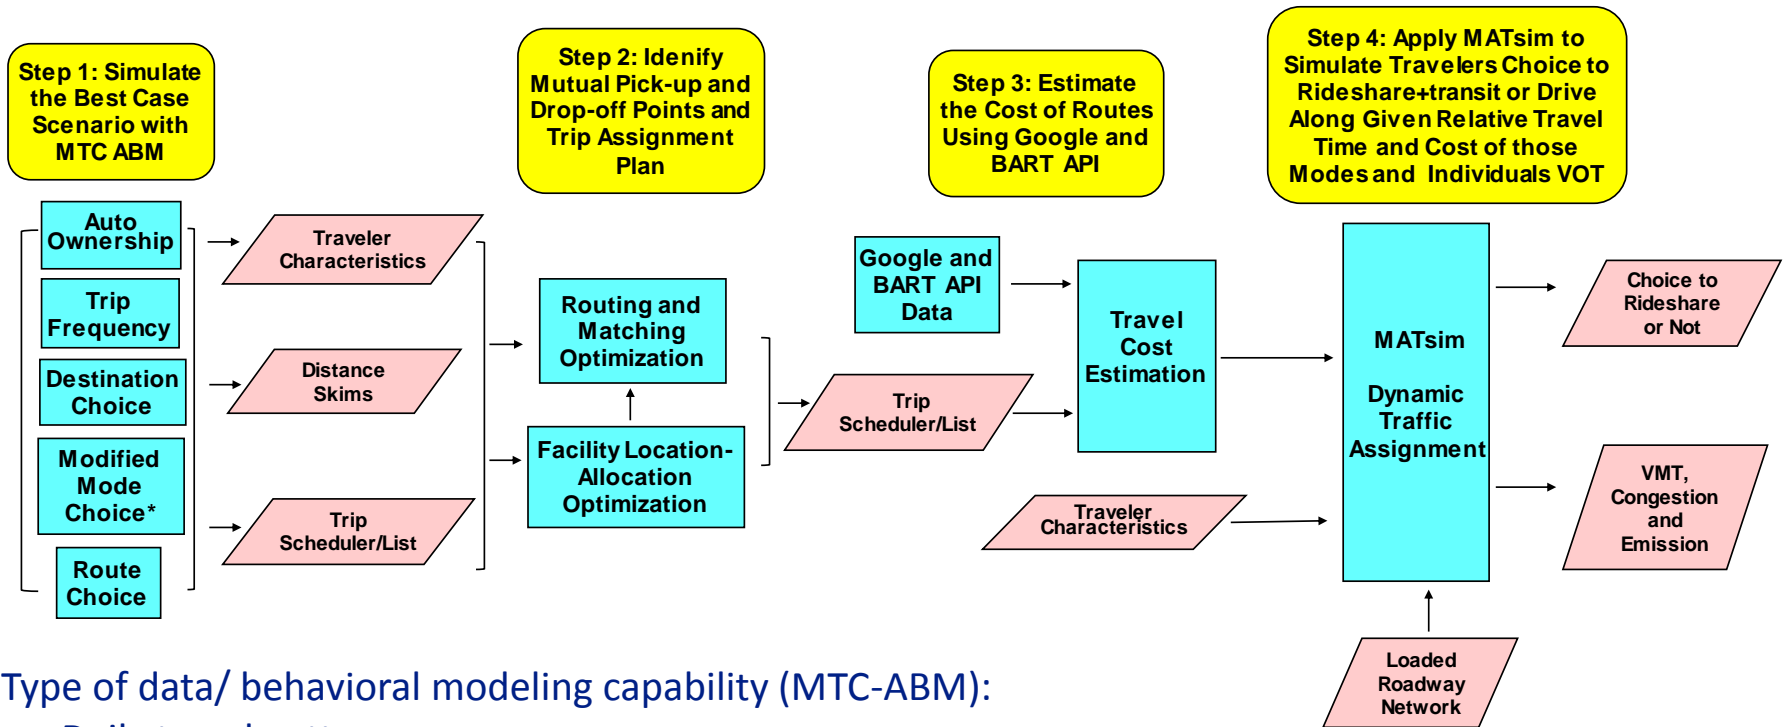 Step 1: Simulate
the Best Case
Scenario with
MTC ABM
Step 2: Idenify
Mutual Pick-up and
Drop-off Points and
Trip Assignment
Plan
Step 3: Estimate
the Cost of Routes
Using Google and
BART API
Step 4: Apply MATsim to
Simulate Travelers Choice to
Rideshare+transit or Drive
Along Given Relative Travel
Time and Cost of those
Modes and Individuals VOT
Auto
Ownership
Trip
Frequency
Destination
Choice
Modified
Mode
Choice*
Route
Choice
Traveler
Characteristics
Distance
Skims
Trip
Scheduler/List
Routing and
Matching
Optimization
Facility Location-
Allocation
Optimization
Trip
Scheduler/List
Google and
BART API
Data
Travel
Cost
Estimation
Traveler
Characteristics
MATsim
Dynamic
Traffic
Assignment
Choice to
Rideshare
or Not
VMT,
Congestion
and
Emission
Loaded
Roadway
Network
Type of data/ behavioral modeling capability (MTC-ABM):